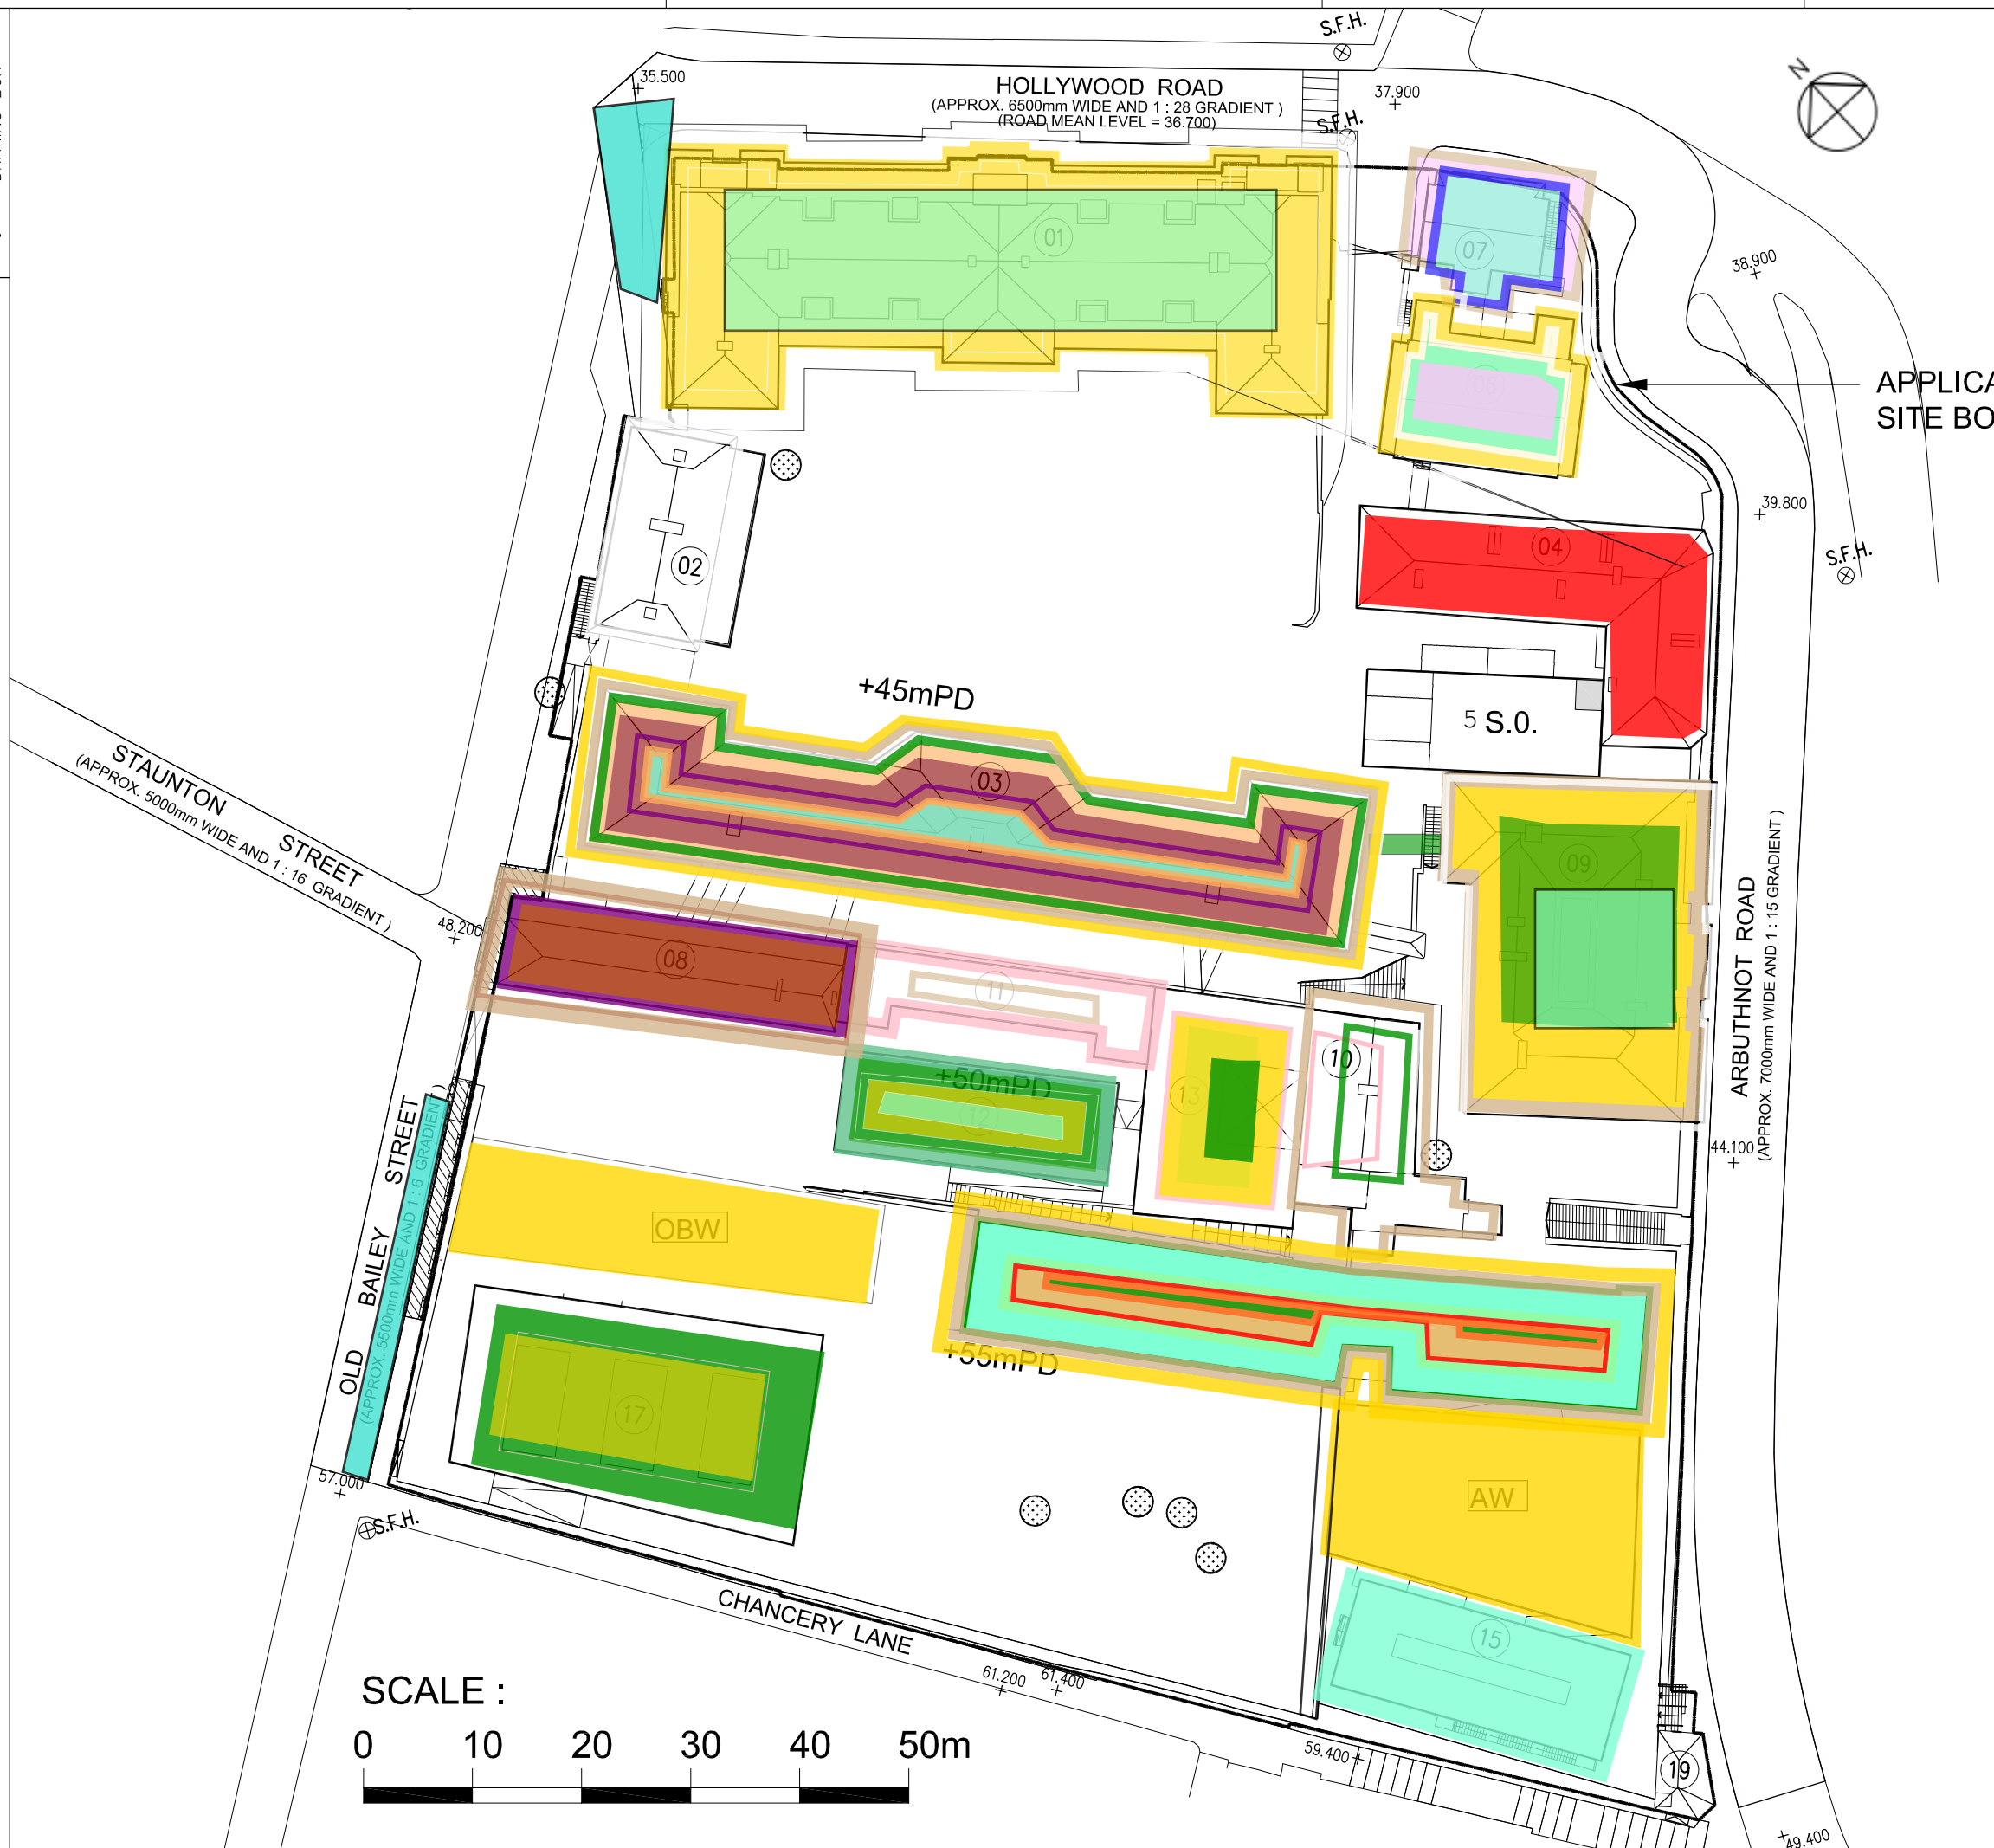 S.F.H.
35.500
HOLLYWOOD ROAD
(APPROX. 6500mm WIDE AND 1 : 28 GRADIENT )
(ROAD MEAN LEVEL = 36.700)
37.900
S.F.H.
N
01
07
38.900
06
APPLICA
SITE BO
39.800
04
S.F.H.
02
+45mPD
5 S.O.
03
STAUNTON STREET
(APPROX. 5000mm WIDE AND 1 : 16 GRADIENT )
09
48.200
08
11
ARBUTHNOT ROAD
(APPROX. 7000mm WIDE AND 1 : 15 GRADIENT )
10
+50mPD
12
13
44.100
OLD BAILEY STREET
(APPROX. 5500mm WIDE AND 1 : 6 GRADIENT )
OBW
+55mPD
17
57.000
AW
S.F.H.
CHANCERY LANE
15
61.200
61.400
SCALE :
0 10 20 30 40 50m
59.400
19
49.400